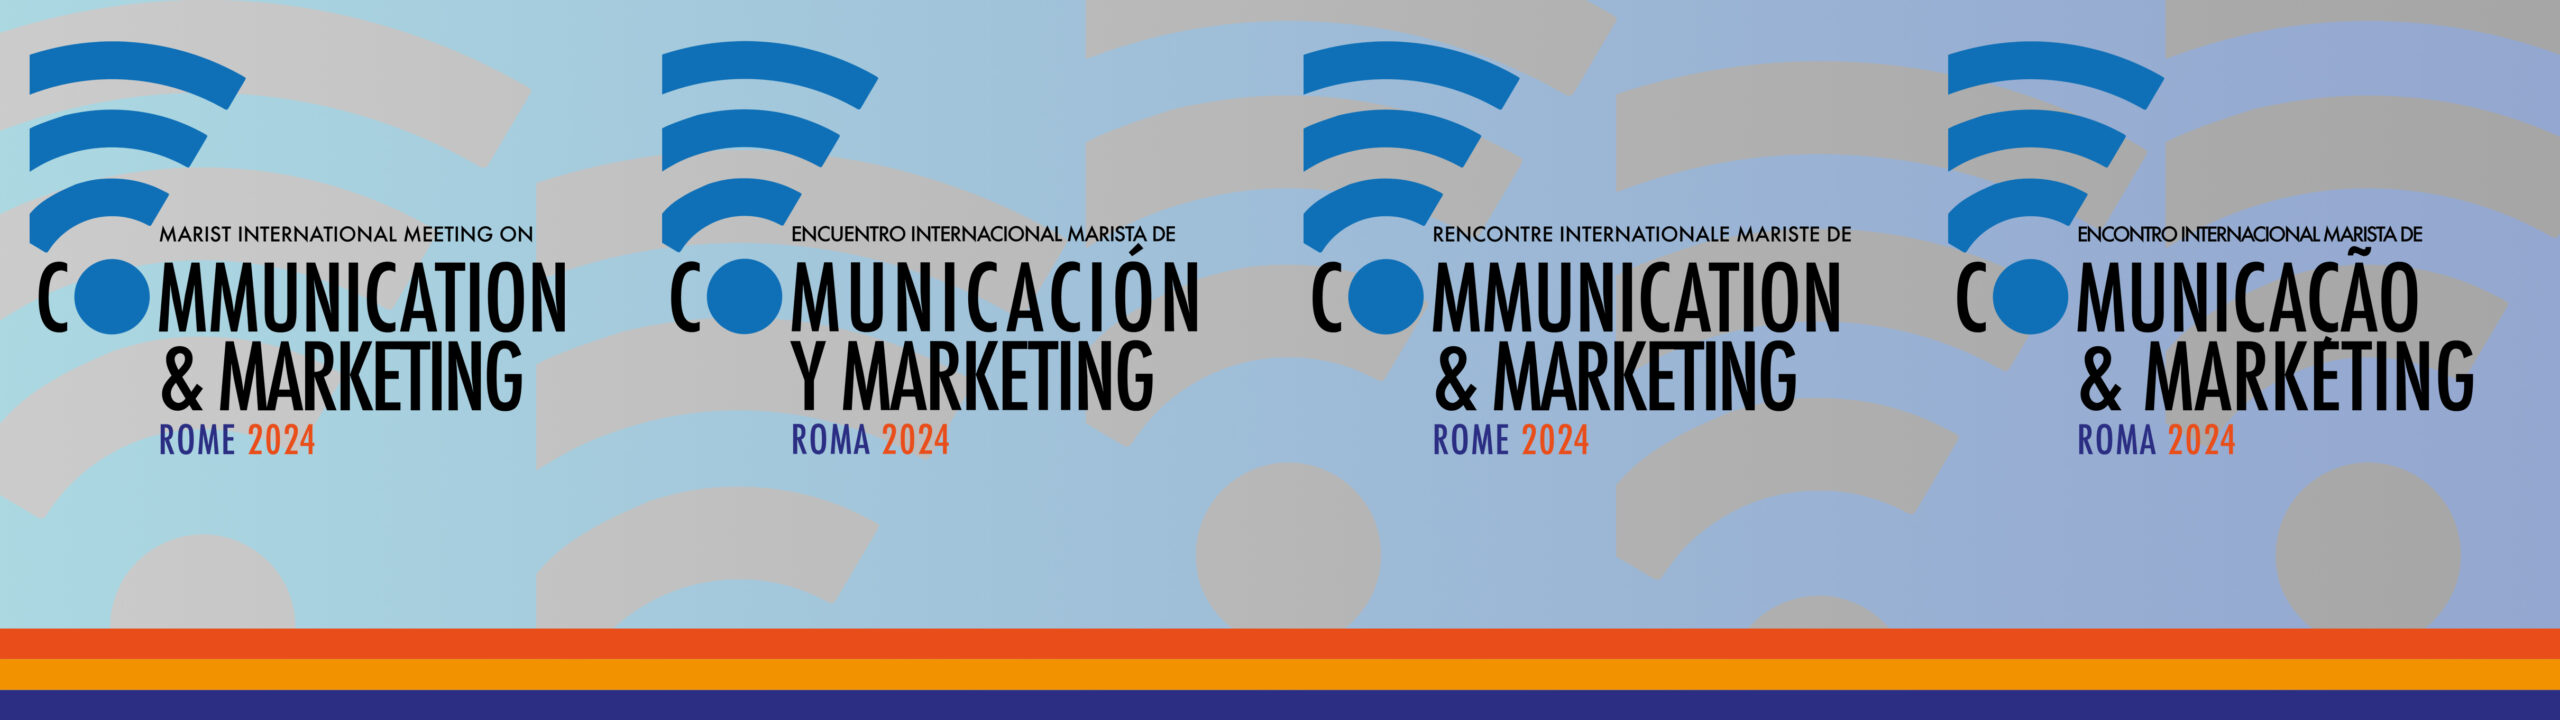 MARIST INTERNATIONAL MEETING ON
COMMUNICATION
& MARKETING
ROME 2024
ENCUENTRO INTERNACIONAL MARISTA DE
COMUNICACIÓN
Y MARKETING
ROMA 2024
RENCONTRE INTERNATIONALE MARISTE DE
COMMUNICATION
& MARKETING
ROME 2024
ENCONTRO INTERNACIONAL MARISTA DE
COMUNICAÇÃO
& MARKETING
ROMA 2024